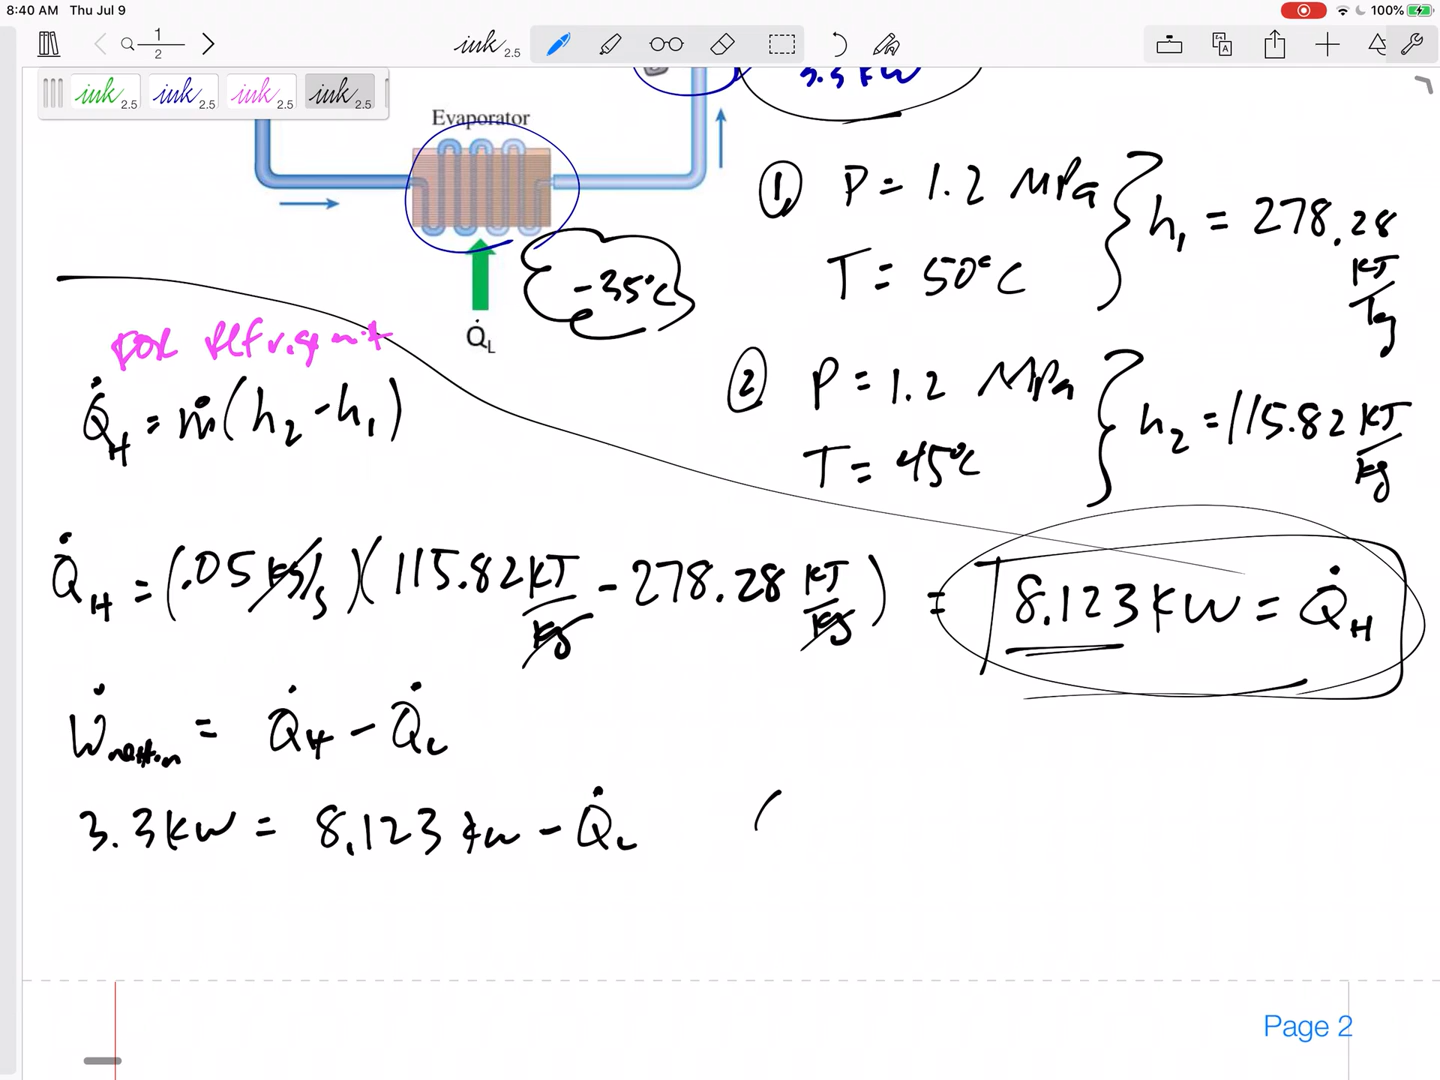 8:40 AM Thu Jul 9
100%
1
2
ink 2.5
ink 2.5 ink 2.5 ink 2.5 ink 2.5
3.3 kW
Evaporator
-35°C
Q̇L
① P = 1.2 MPa
T = 50°C
h₁ = 278.28 kJ/kg
② P = 1.2 MPa
T = 45°C
h₂ = 115.82 kJ/kg
For refrigerant
Q̇H = ṁ(h₂ - h₁)
Q̇H = (.05 kg/s)(115.82 kJ/kg - 278.28 kJ/kg) = 8.123 kW = Q̇H
Ẇnet,in = Q̇H - Q̇L
3.3 kW = 8.123 kW - Q̇L (
Page 2